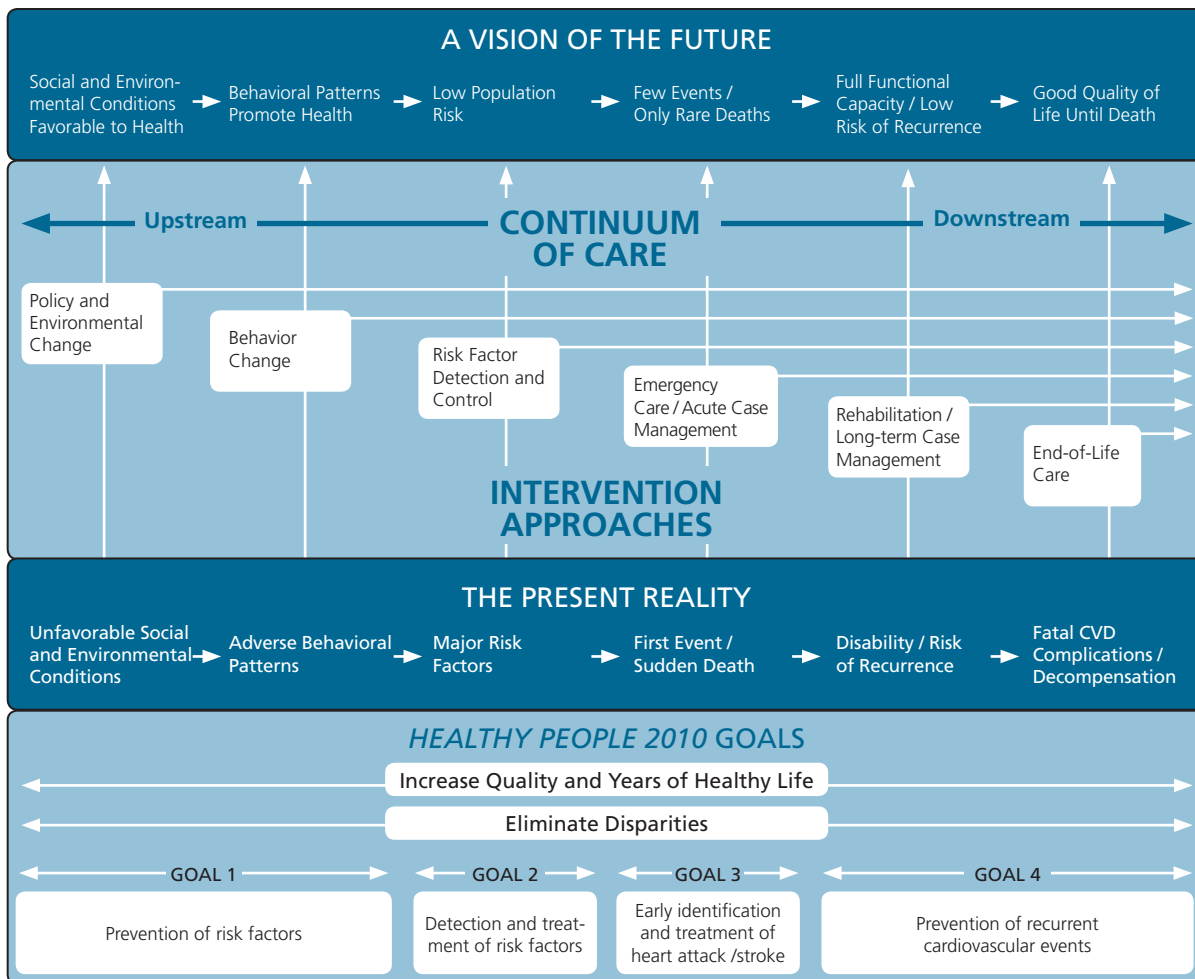 A VISION OF THE FUTURE
Social and Environ-
mental Conditions
Favorable to Health
Behavioral Patterns
Promote Health
Low Population
Risk
Few Events /
Only Rare Deaths
Full Functional
Capacity / Low
Risk of Recurrence
Good Quality of
Life Until Death
Upstream
CONTINUUM
OF CARE
Downstream
Policy and
Environmental
Change
Behavior
Change
Risk Factor
Detection and
Control
Emergency
Care / Acute Case
Management
Rehabilitation /
Long-term Case
Management
End-of-Life
Care
INTERVENTION
APPROACHES
THE PRESENT REALITY
Unfavorable Social
and Environmental
Conditions
Adverse Behavioral
Patterns
Major Risk
Factors
First Event /
Sudden Death
Disability / Risk
of Recurrence
Fatal CVD
Complications /
Decompensation
HEALTHY PEOPLE 2010 GOALS
Increase Quality and Years of Healthy Life
Eliminate Disparities
GOAL 1
Prevention of risk factors
GOAL 2
Detection and treat-
ment of risk factors
GOAL 3
Early identification
and treatment of
heart attack /stroke
GOAL 4
Prevention of recurrent
cardiovascular events